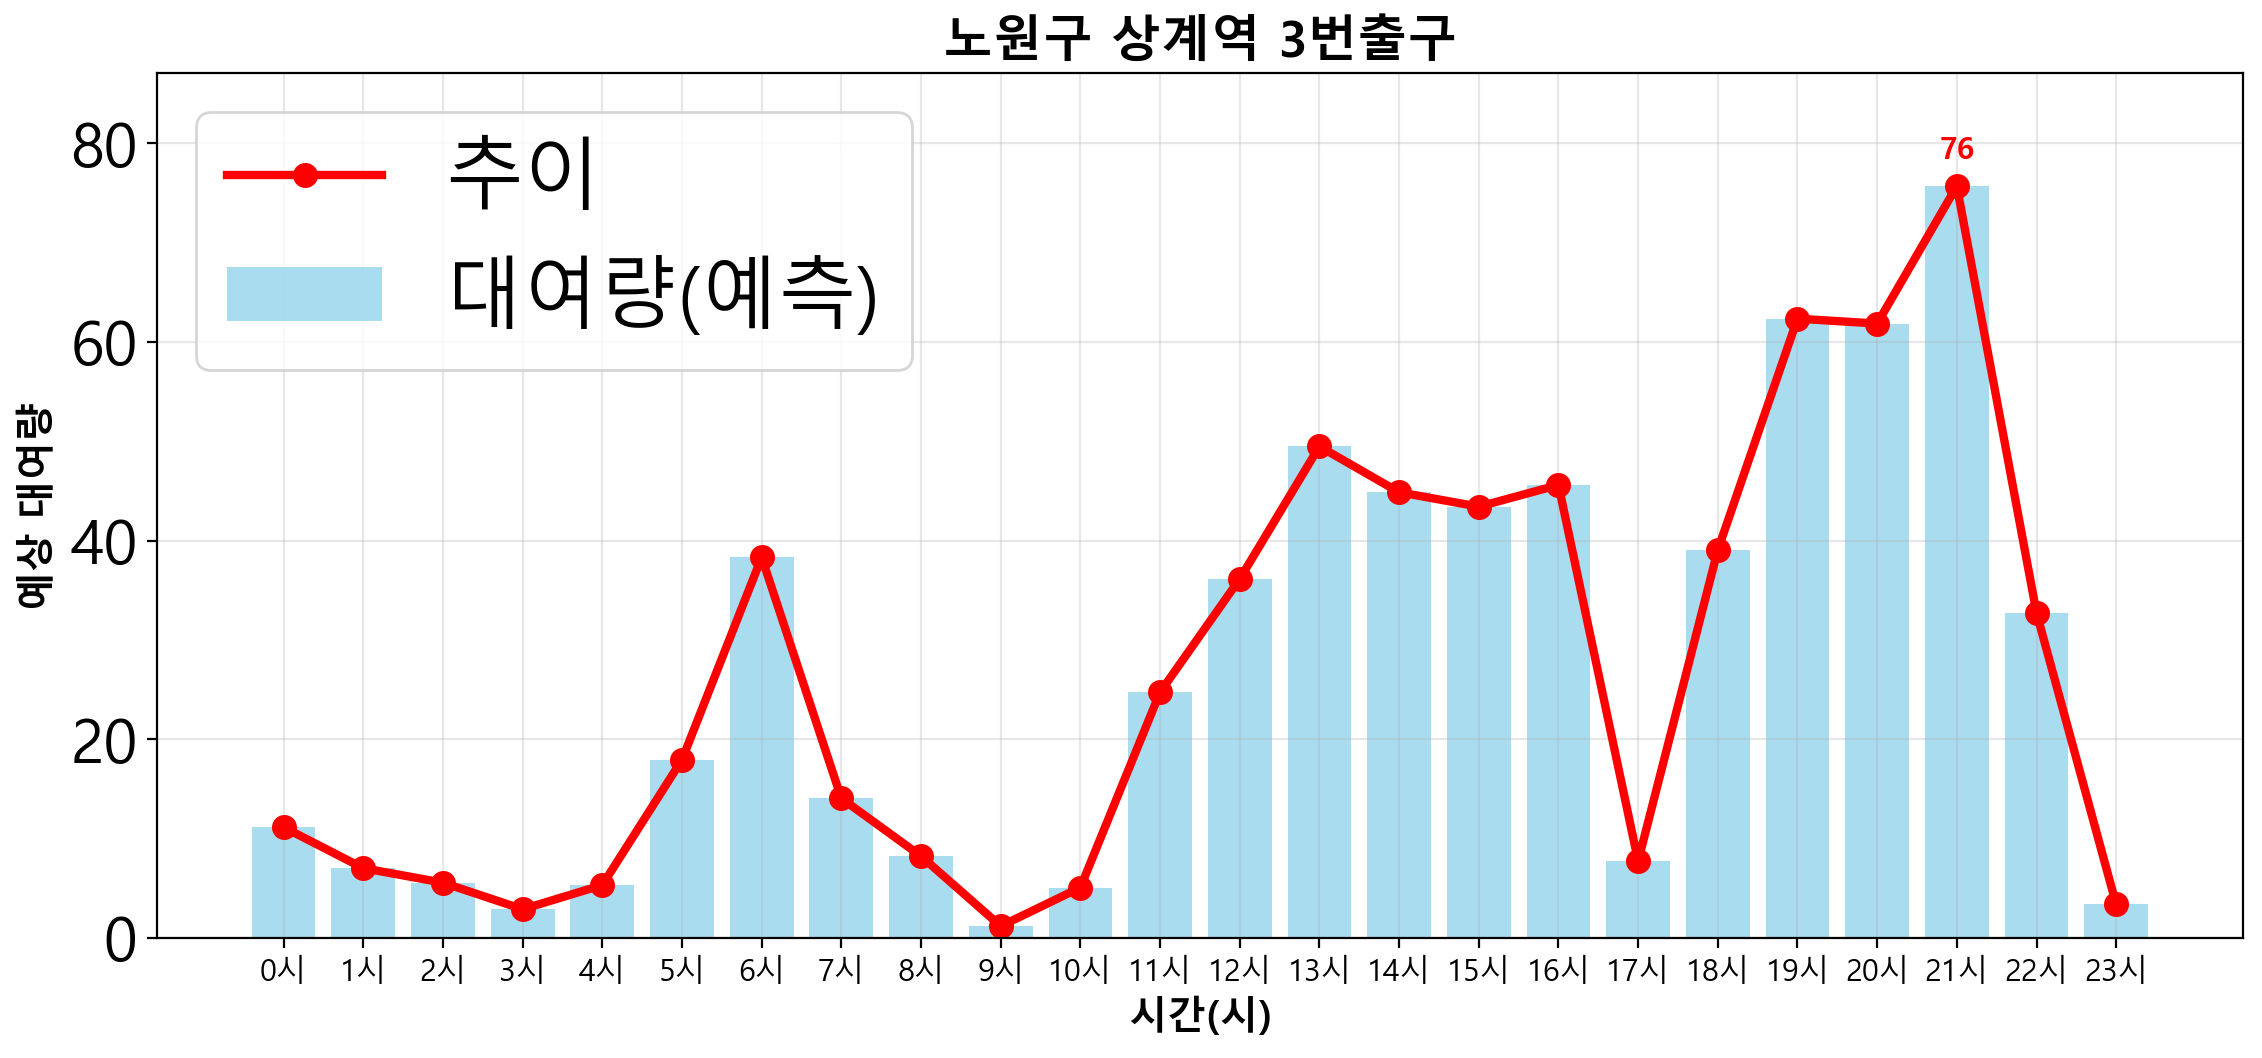 노원구 상계역 3번출구
추이
대여량(예측)
76
예상 대여량
80
60
40
20
0
0시 1시 2시 3시 4시 5시 6시 7시 8시 9시 10시 11시 12시 13시 14시 15시 16시 17시 18시 19시 20시 21시 22시 23시
시간(시)